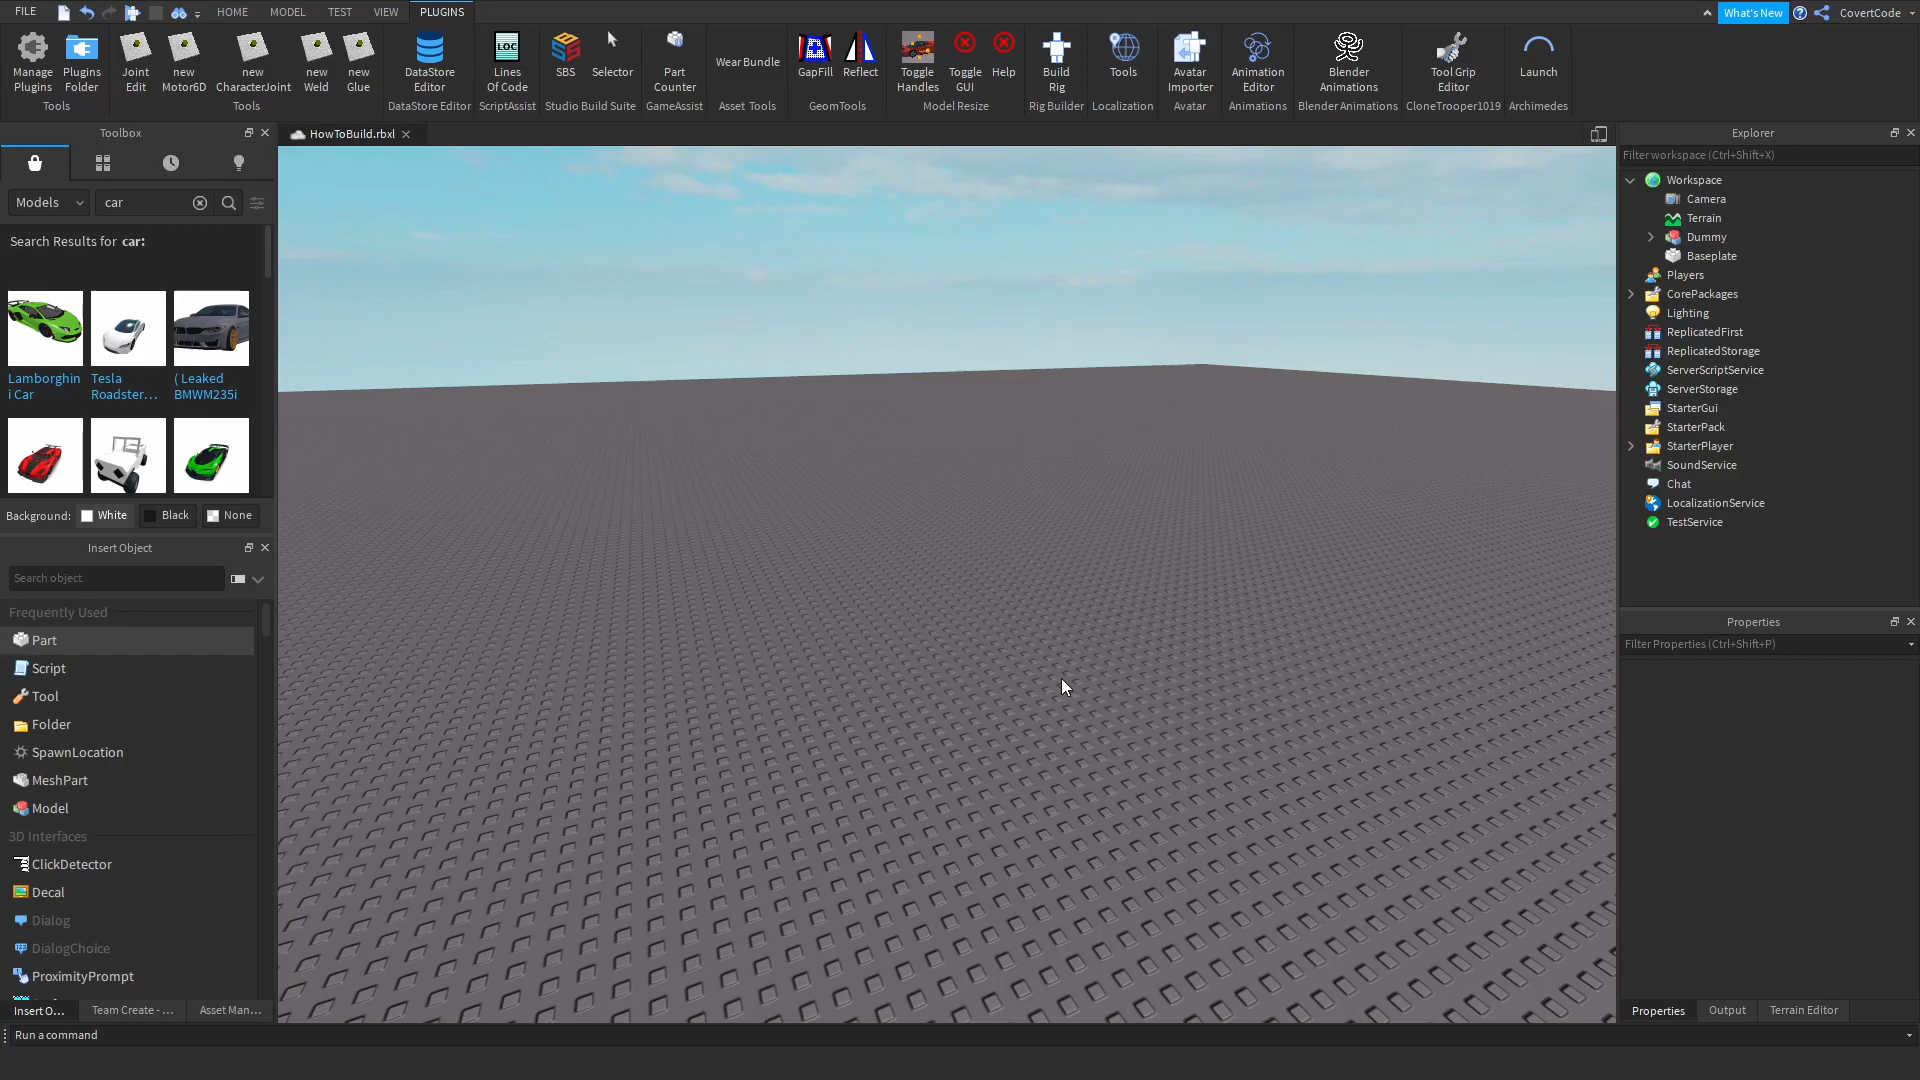 FILE
HOME
MODEL
TEST
VIEW
PLUGINS
What's New
CovertCode
Manage Plugins
Plugins Folder
Tools
Joint Edit
new Motor6D
new CharacterJoint
new Weld
new Glue
Tools
DataStore Editor
DataStore Editor
LOC
Lines Of Code
ScriptAssist
SBS
SBS
Selector
Studio Build Suite
Part Counter
GameAssist
Wear Bundle
Asset Tools
GapFill
Reflect
GeomTools
Toggle Handles
Toggle GUI
Help
Model Resize
Build Rig
Rig Builder
Tools
Localization
Avatar Importer
Avatar
Animation Editor
Animations
Blender Animations
Blender Animations
Tool Grip Editor
CloneTrooper1019
Launch
Archimedes
Toolbox
Models
car
Search Results for car:
Lamborghin
i Car
Tesla
Roadster...
( Leaked
BMWM235i
Background:
White
Black
None
Insert Object
Search object
Frequently Used
Part
Script
Tool
Folder
SpawnLocation
MeshPart
Model
3D Interfaces
ClickDetector
Decal
Dialog
DialogChoice
ProximityPrompt
Insert O...
Team Create - ...
Asset Man...
Run a command
HowToBuild.rbxl
Explorer
Filter workspace (Ctrl+Shift+X)
Workspace
Camera
Terrain
Dummy
Baseplate
Players
CorePackages
Lighting
ReplicatedFirst
ReplicatedStorage
ServerScriptService
ServerStorage
StarterGui
StarterPack
StarterPlayer
SoundService
Chat
LocalizationService
TestService
Properties
Filter Properties (Ctrl+Shift+P)
Properties
Output
Terrain Editor